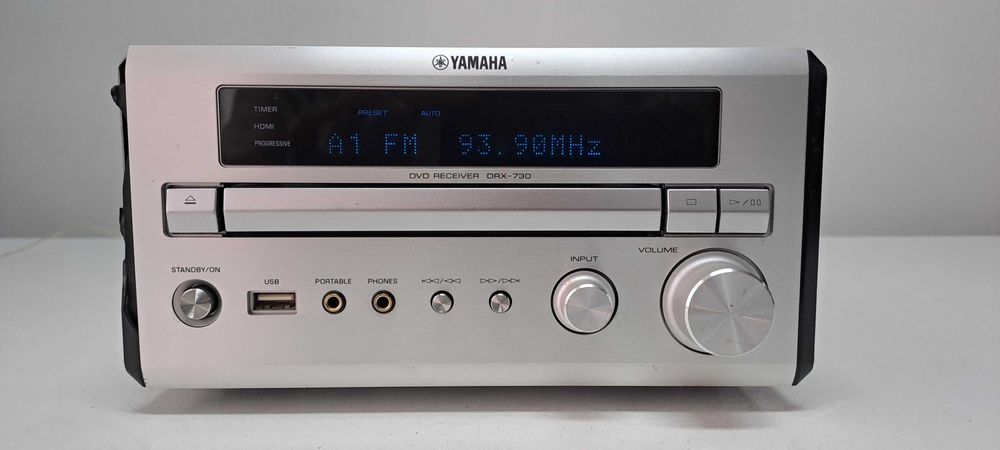 YAMAHA
TIMER
PRESET AUTO
HDMI
PROGRESSIVE
A1 FM 93.90MHz
DVD RECEIVER DRX-730
VOLUME
INPUT
STANDBY/ON
USB
PORTABLE
PHONES